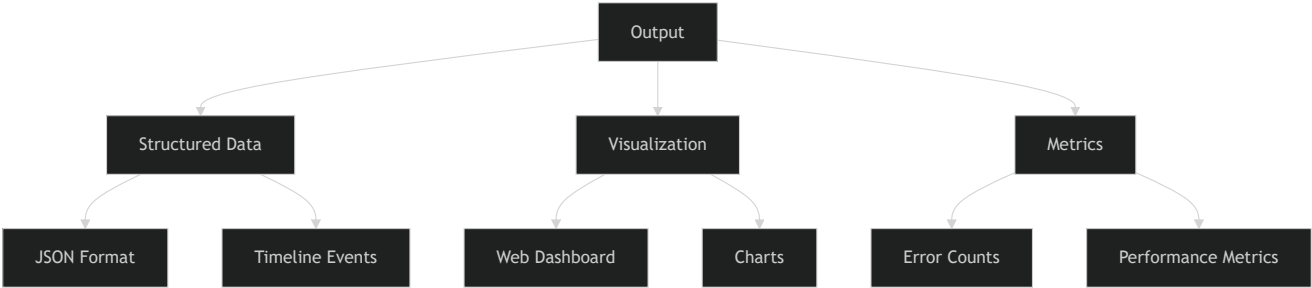 Output
Structured Data
Visualization
Metrics
JSON Format
Timeline Events
Web Dashboard
Charts
Error Counts
Performance Metrics